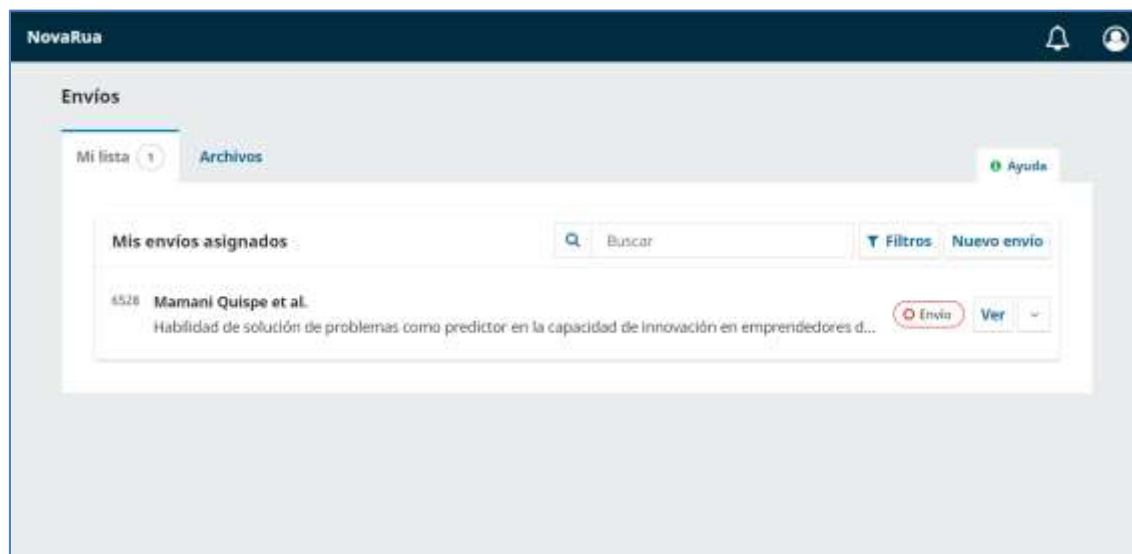 NovaRua
Envíos
Mi lista 1 Archivos
Ayuda
Mis envíos asignados Buscar Filtros Nuevo envío
6528 Mamani Quispe et al.
Habilidad de solución de problemas como predictor en la capacidad de innovación en emprendedores d... Envío Ver